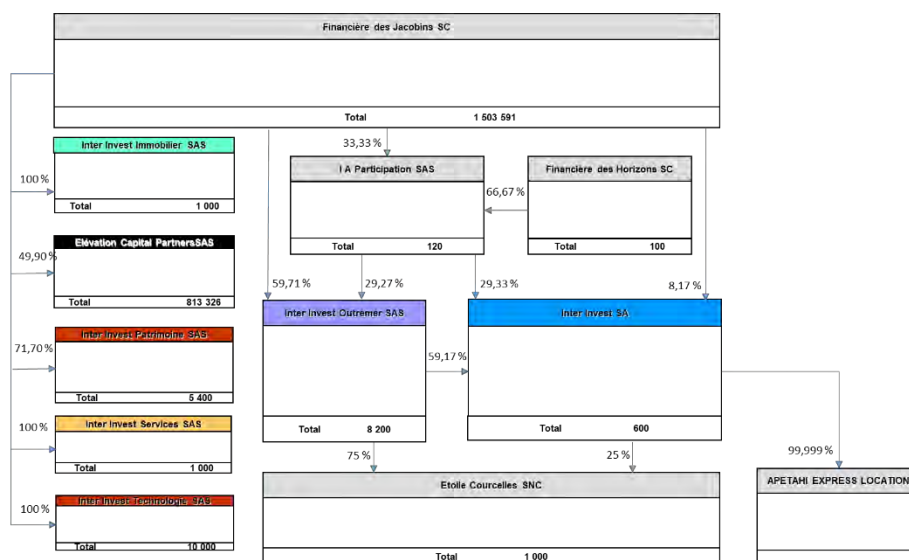 Financière des Jacobins SC
Total 1 503 591
33,33 %
Inter Invest Immobilier SAS
Total 1 000
100 %
I A Participation SAS
Total 120
66,67 %
Financière des Horizons SC
Total 100
Elévation Capital PartnersSAS
Total 813 326
49,90 %
59,71 %
29,27 %
29,33 %
8,17 %
Inter Invest Outremer SAS
Total 8 200
59,17 %
Inter Invest SA
Total 600
Inter Invest Patrimoine SAS
Total 5 400
71,70 %
Inter Invest Services SAS
Total 1 000
100 %
75 %
25 %
99,999 %
Etoile Courcelles SNC
Total 1 000
APETAHI EXPRESS LOCATION
Inter Invest Technologie SAS
Total 10 000
100 %